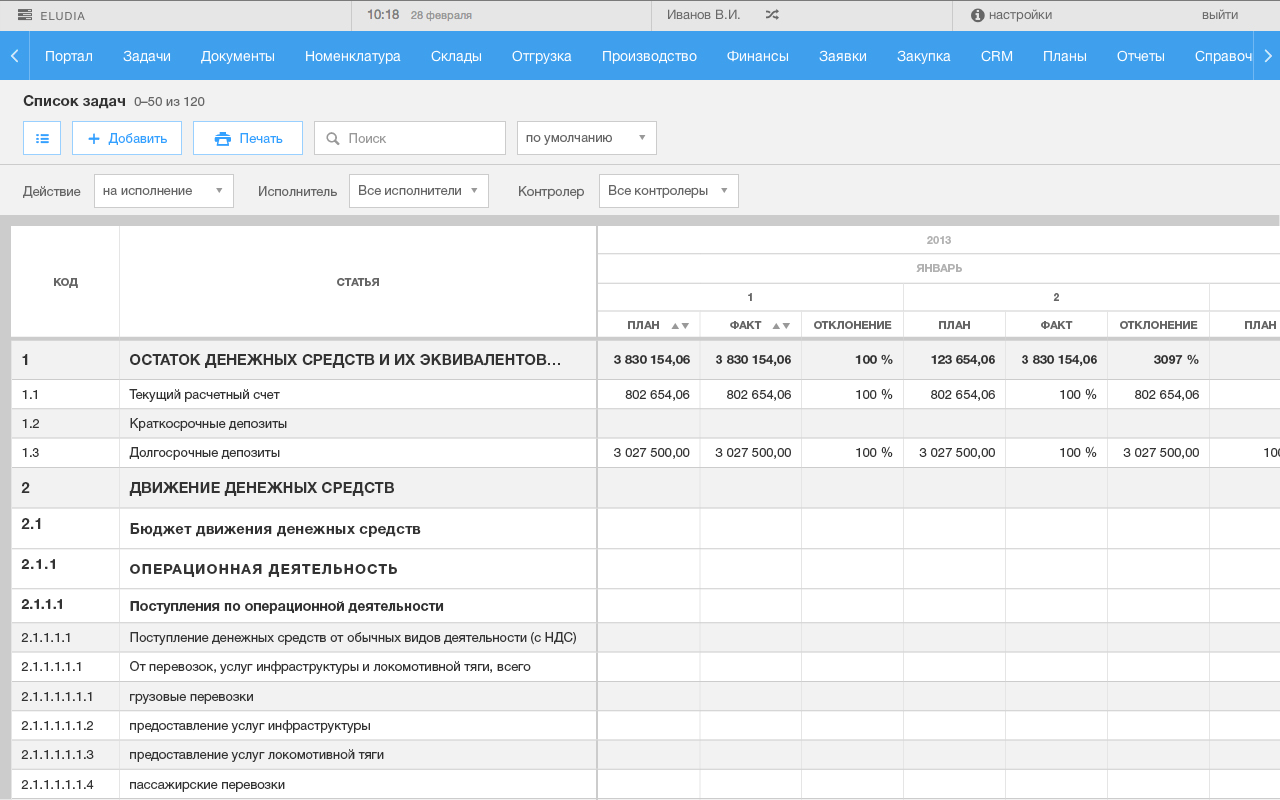 ELUDIA 10:18 28 февраля Иванов В.И. настройки выйти
Портал Задачи Документы Номенклатура Склады Отгрузка Производство Финансы Заявки Закупка CRM Планы Отчеты Справоч
Список задач 0–50 из 120
Добавить Печать Поиск по умолчанию
Действие на исполнение Исполнитель Все исполнители Контролер Все контролеры
2013
ЯНВАРЬ
КОД СТАТЬЯ
1 2
ПЛАН ФАКТ ОТКЛОНЕНИЕ ПЛАН ФАКТ ОТКЛОНЕНИЕ ПЛАН
1 ОСТАТОК ДЕНЕЖНЫХ СРЕДСТВ И ИХ ЭКВИВАЛЕНТОВ... 3 830 154,06 3 830 154,06 100 % 123 654,06 3 830 154,06 3097 %
1.1 Текущий расчетный счет 802 654,06 802 654,06 100 % 802 654,06 100 % 802 654,06
1.2 Краткосрочные депозиты
1.3 Долгосрочные депозиты 3 027 500,00 3 027 500,00 100 % 3 027 500,00 100 % 3 027 500,00 100
2 ДВИЖЕНИЕ ДЕНЕЖНЫХ СРЕДСТВ
2.1 Бюджет движения денежных средств
2.1.1 ОПЕРАЦИОННАЯ ДЕЯТЕЛЬНОСТЬ
2.1.1.1 Поступления по операционной деятельности
2.1.1.1.1 Поступление денежных средств от обычных видов деятельности (с НДС)
2.1.1.1.1.1 От перевозок, услуг инфраструктуры и локомотивной тяги, всего
2.1.1.1.1.1.1 грузовые перевозки
2.1.1.1.1.1.2 предоставление услуг инфраструктуры
2.1.1.1.1.1.3 предоставление услуг локомотивной тяги
2.1.1.1.1.1.4 пассажирские перевозки